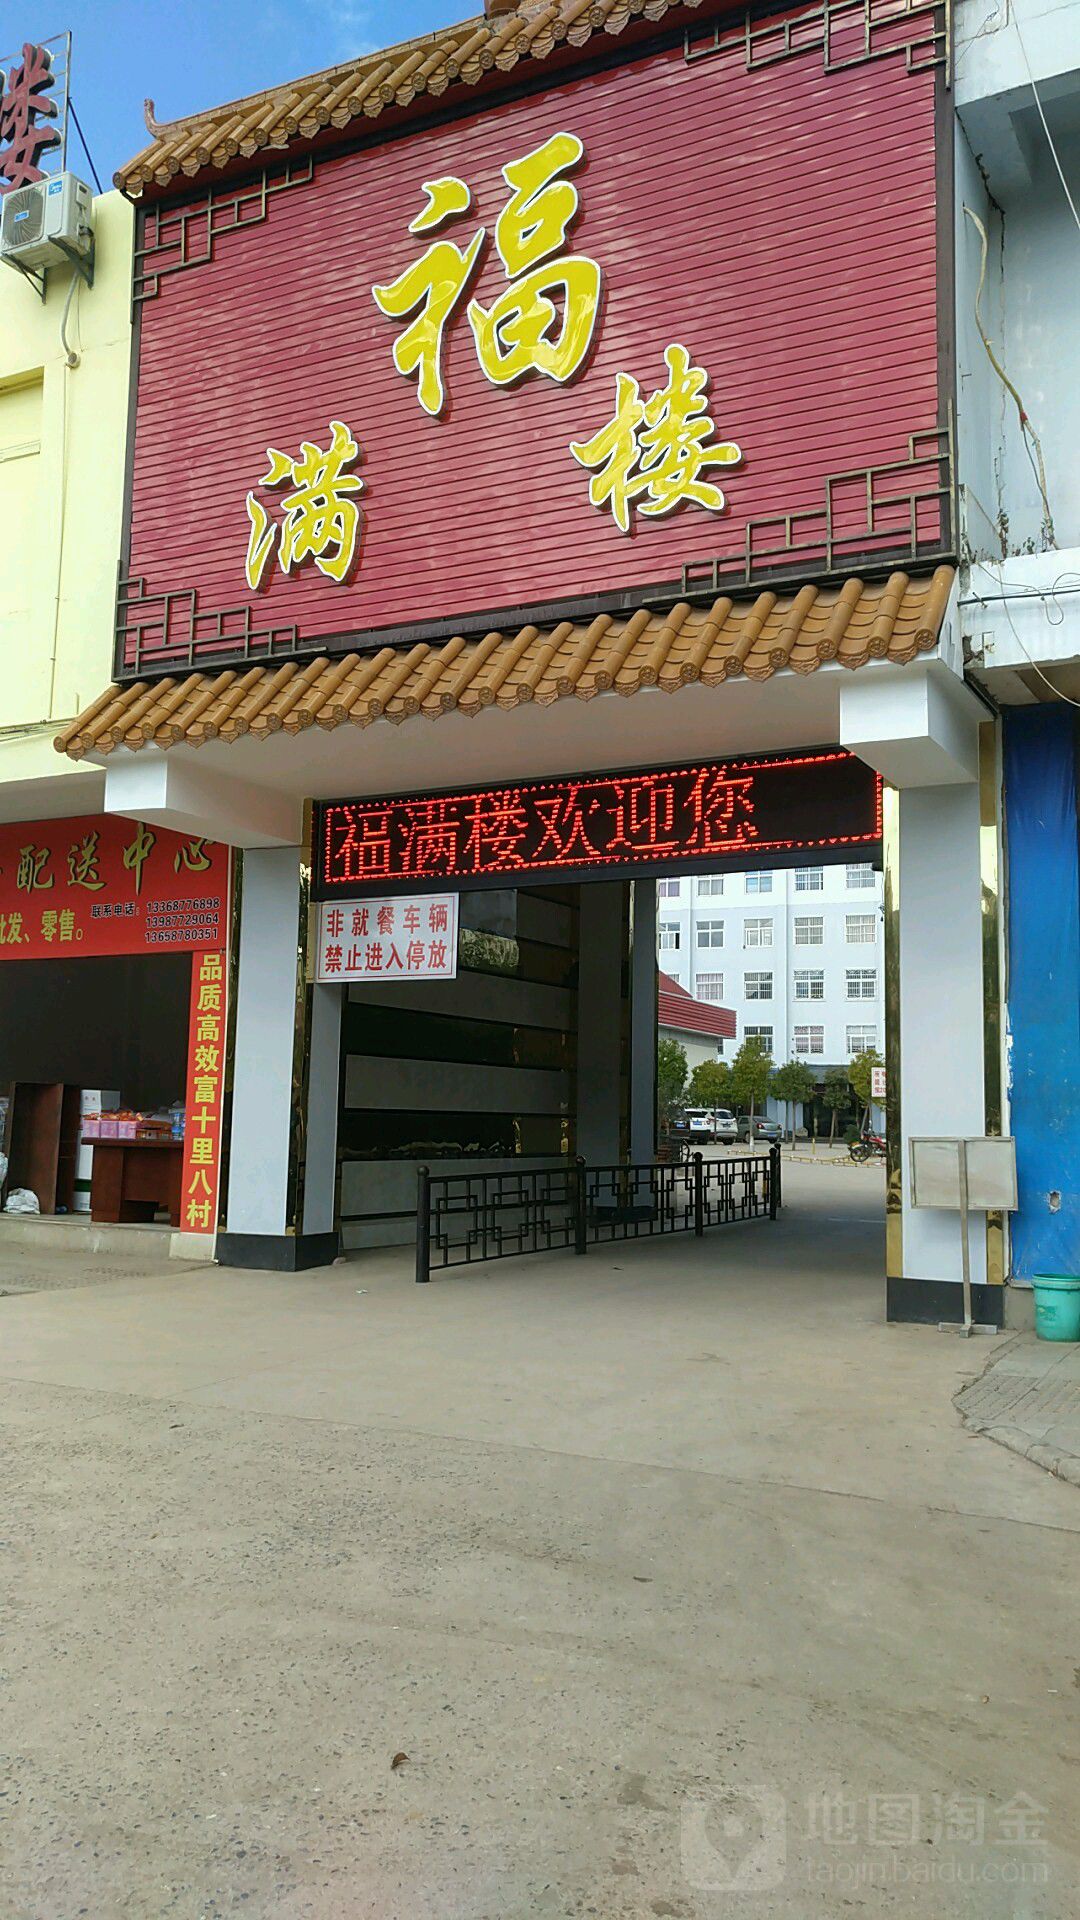 楼
福
满 楼
福满楼欢迎您
非就餐车辆
禁止进入停放
配送中心
批发、零售。
联系电话：13368776898
13987729064
13658780351
品质高效富十里八村
地图淘金
taojin.baidu.com